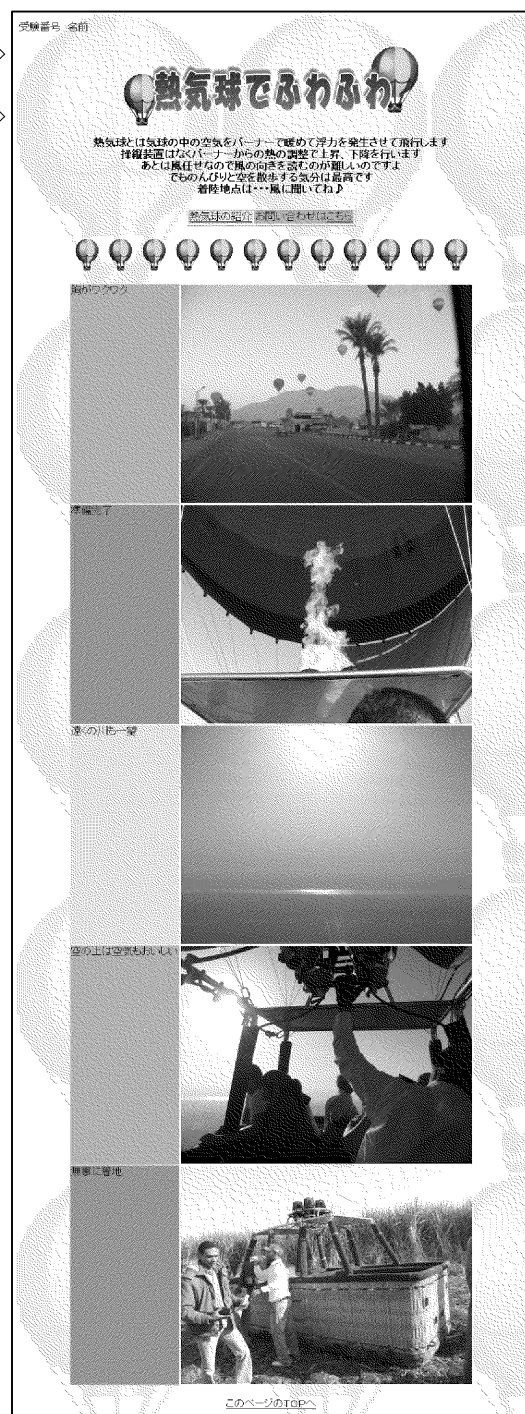 受験番号 名前
熱気球でふわふわ
熱気球とは気球の中の空気をバーナーで暖めて浮力を発生させて飛行します
操縦装置はなくバーナーからの熱の調整で上昇、下降を行います
あとは風任せなので風の向きを読むのが難しいのですよ
でものんびりと空を散歩する気分は最高です
着陸地点は・・・風に聞いてね♪
熱気球の紹介 お問い合わせはこちら
胸がワクワク
準備完了
遠くの川も一望
空の上は空気もおいしい
無事に着地
このページのTOPへ